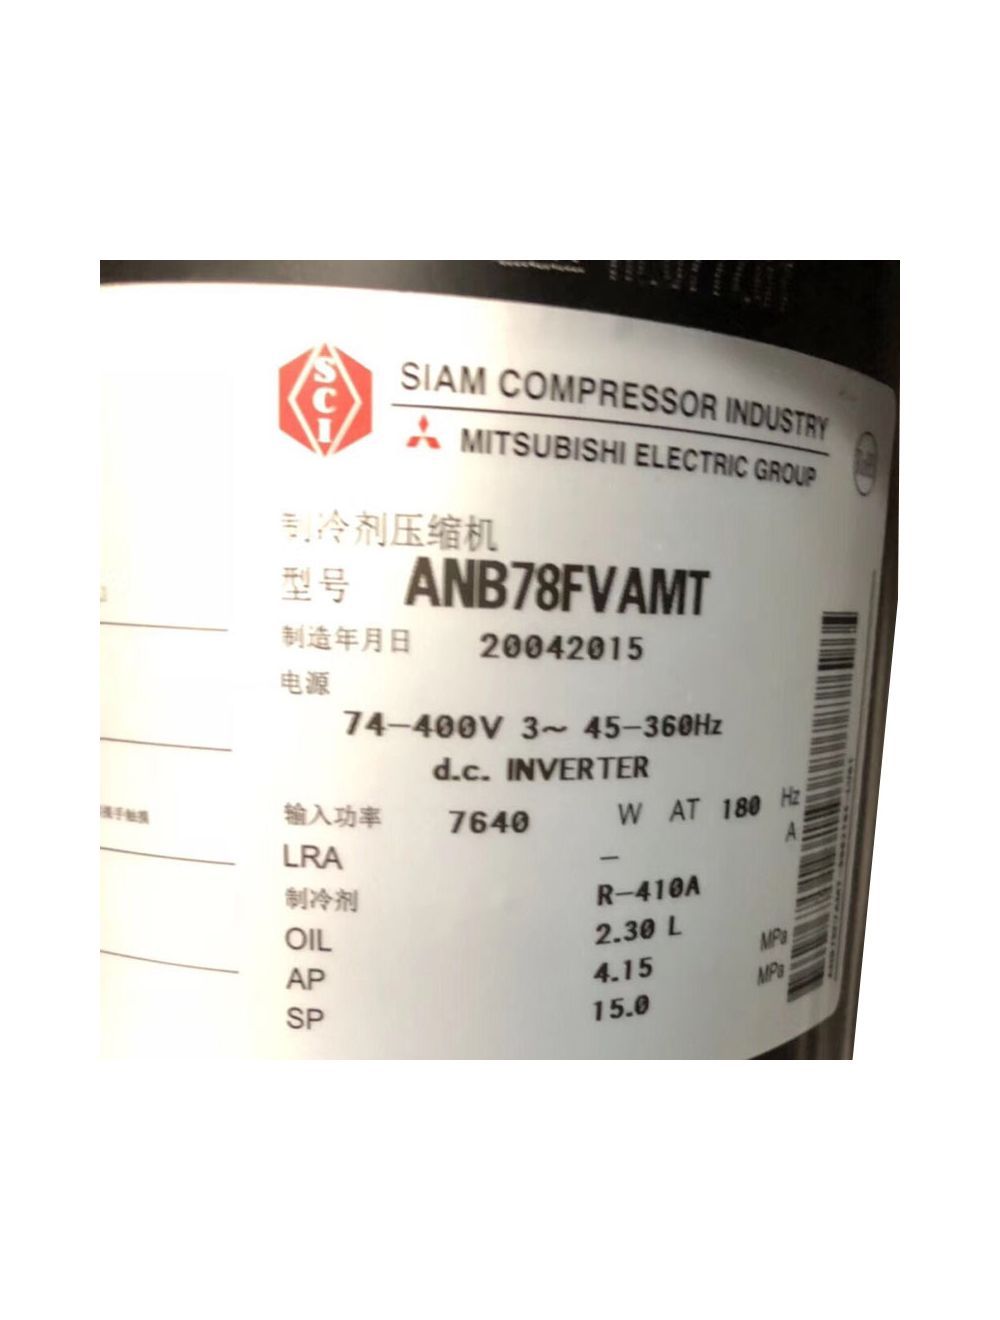 SCI
SIAM COMPRESSOR INDUSTRY
MITSUBISHI ELECTRIC GROUP
制冷剂压缩机
型号 ANB78FVAMT
制造年月日 20042015
电源
74-400V 3~ 45-360Hz
d.c. INVERTER
输入功率 7640 W AT 180 Hz
LRA - A
制冷剂 R-410A
OIL 2.30 L
AP 4.15 MPa
SP 15.0 MPa